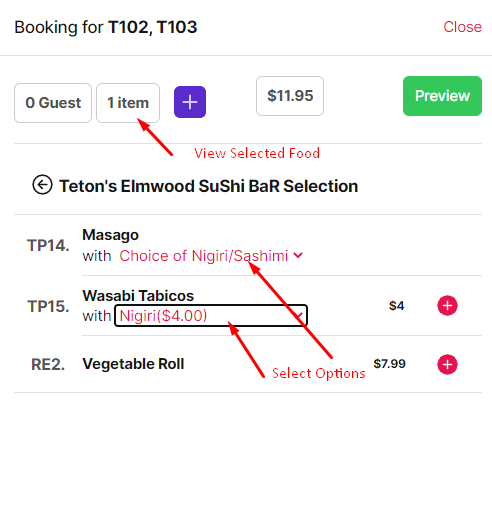 Booking for T102, T103
Close
0 Guest
1 item
$11.95
Preview
View Selected Food
Teton's Elmwood SuShi BaR Selection
TP14.
Masago
with Choice of Nigiri/Sashimi
TP15.
Wasabi Tabicos
with Nigiri($4.00)
$4
RE2.
Vegetable Roll
$7.99
Select Options